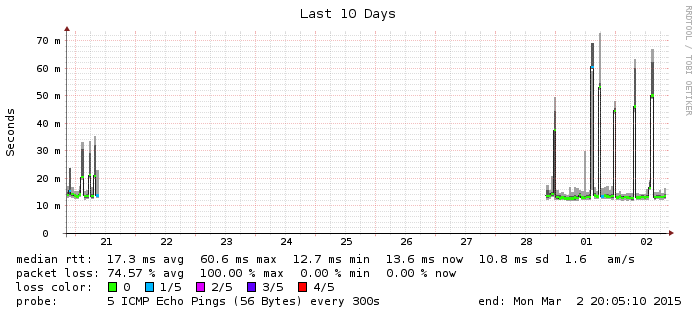 Last 10 Days
RRDTOOL / TOBI OETIKER
Seconds
70 m
60 m
50 m
40 m
30 m
20 m
10 m
0
21 22 23 24 25 26 27 28 01 02
median rtt: 17.3 ms avg 60.6 ms max 12.7 ms min 13.6 ms now 10.8 ms sd 1.6 am/s
packet loss: 74.57 % avg 100.00 % max 0.00 % min 0.00 % now
loss color: 0 1/5 2/5 3/5 4/5
probe: 5 ICMP Echo Pings (56 Bytes) every 300s end: Mon Mar 2 20:05:10 2015